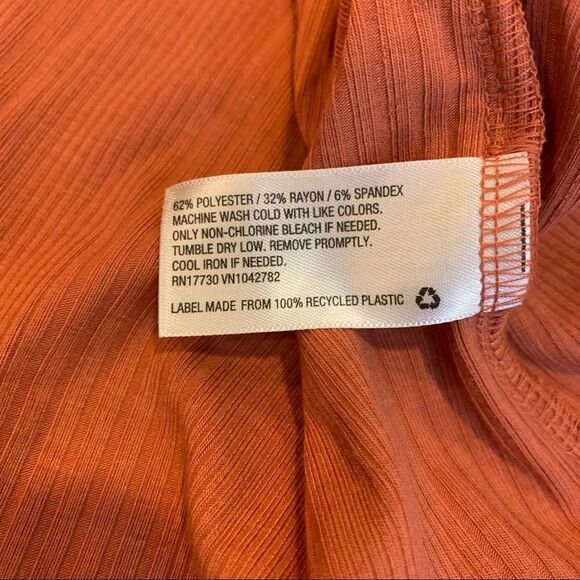 62% POLYESTER / 32% RAYON / 6% SPANDEX
MACHINE WASH COLD WITH LIKE COLORS.
ONLY NON-CHLORINE BLEACH IF NEEDED.
TUMBLE DRY LOW. REMOVE PROMPTLY.
COOL IRON IF NEEDED.
RN17730 VN1042782
LABEL MADE FROM 100% RECYCLED PLASTIC